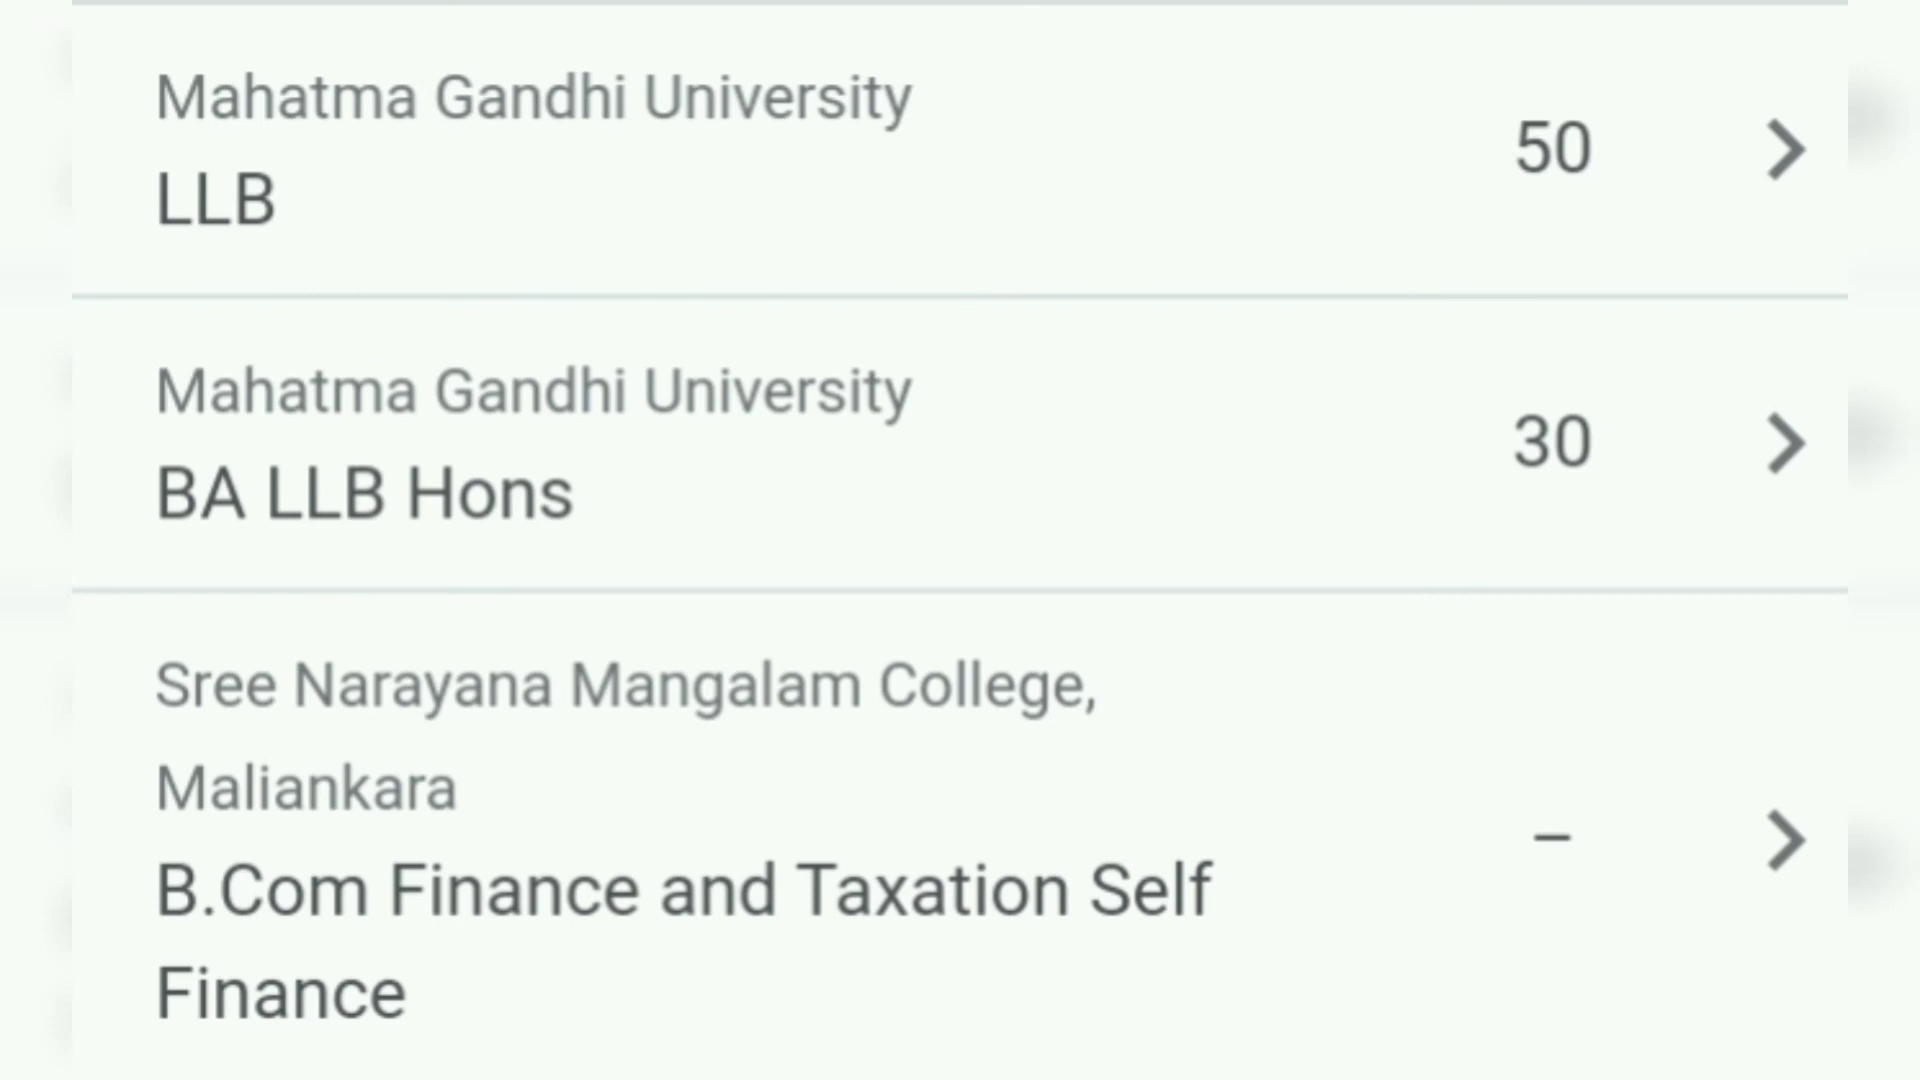 Mahatma Gandhi University
LLB
50
Mahatma Gandhi University
BA LLB Hons
30
Sree Narayana Mangalam College,
Maliankara
B.Com Finance and Taxation Self
Finance
–